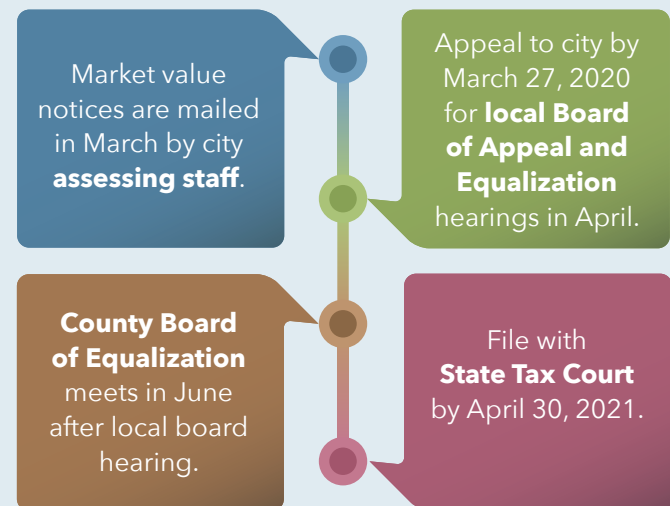 Market value
notices are mailed
in March by city
assessing staff.
Appeal to city by
March 27, 2020
for local Board
of Appeal and
Equalization
hearings in April.
County Board
of Equalization
meets in June
after local board
hearing.
File with
State Tax Court
by April 30, 2021.